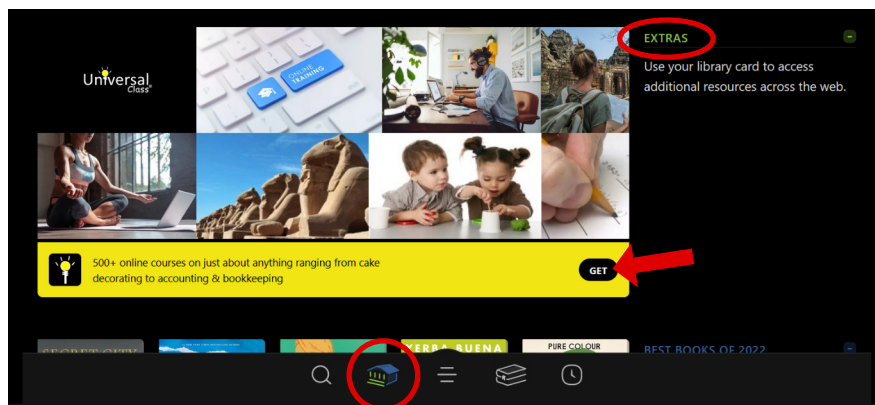 Universal
Class
ONLINE
TRAINING
EXTRAS
Use your library card to access
additional resources across the web.
500+ online courses on just about anything ranging from cake
decorating to accounting & bookkeeping
GET
SECRET CITY
YERBA BUENA
PURE COLOUR
BEST BOOKS OF 2022